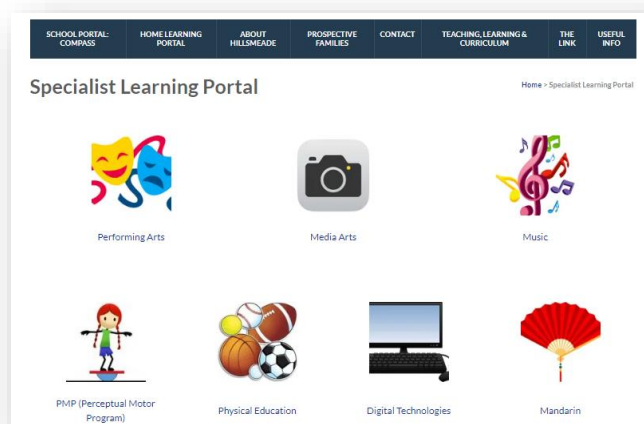 SCHOOL PORTAL: COMPASS
HOME LEARNING PORTAL
ABOUT HILLSMEADE
PROSPECTIVE FAMILIES
CONTACT
TEACHING, LEARNING & CURRICULUM
THE LINK
USEFUL INFO
Specialist Learning Portal
Home > Specialist Learning Portal
Performing Arts
Media Arts
Music
PMP (Perceptual Motor
Program)
Physical Education
Digital Technologies
Mandarin